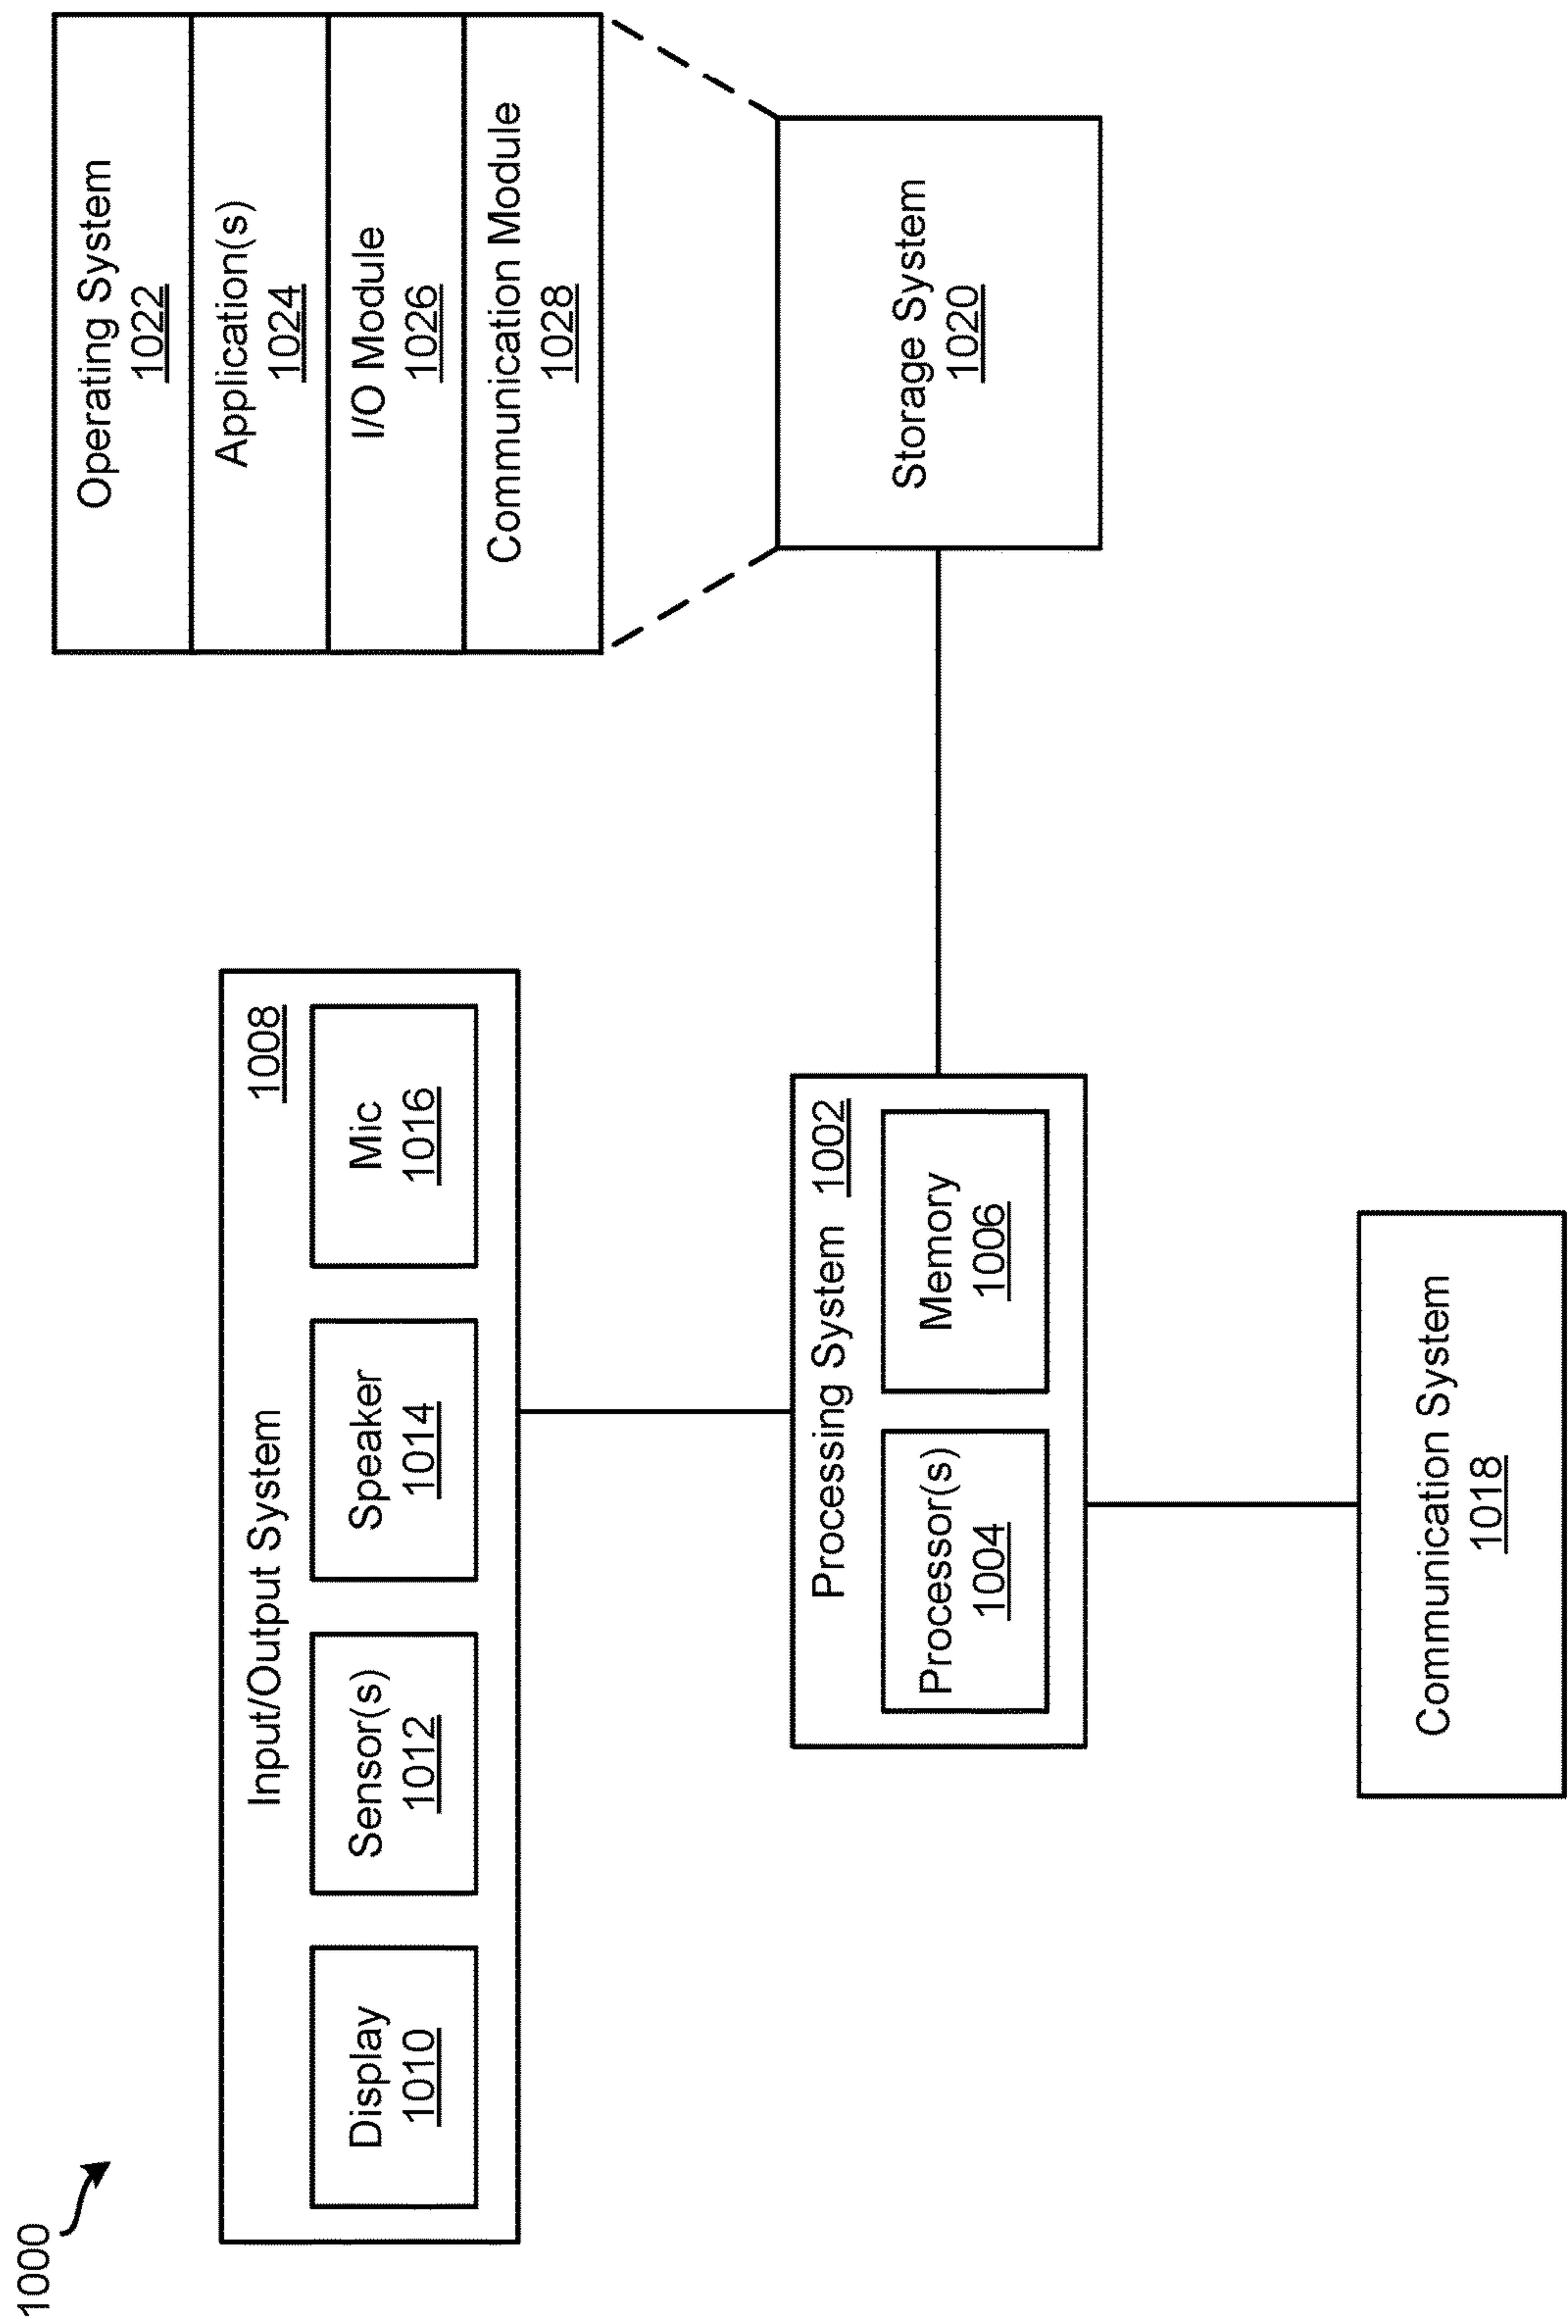 1000
Input/Output System
1008
Display
1010
Sensor(s)
1012
Speaker
1014
Mic
1016
Processing System 1002
Processor(s)
1004
Memory
1006
Communication System
1018
Operating System
1022
Application(s)
1024
I/O Module
1026
Communication Module
1028
Storage System
1020